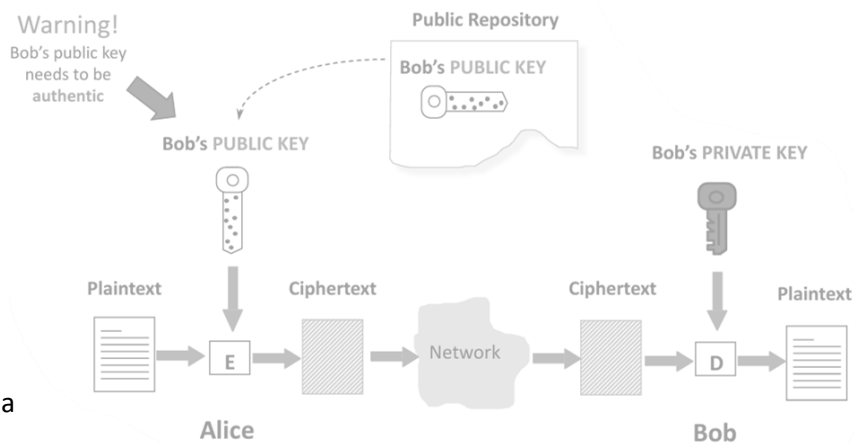 Warning!
Bob's public key
needs to be
authentic
Public Repository
Bob's PUBLIC KEY
Bob's PUBLIC KEY
Bob's PRIVATE KEY
Plaintext
Ciphertext
Ciphertext
Plaintext
E
Network
D
a
Alice
Bob